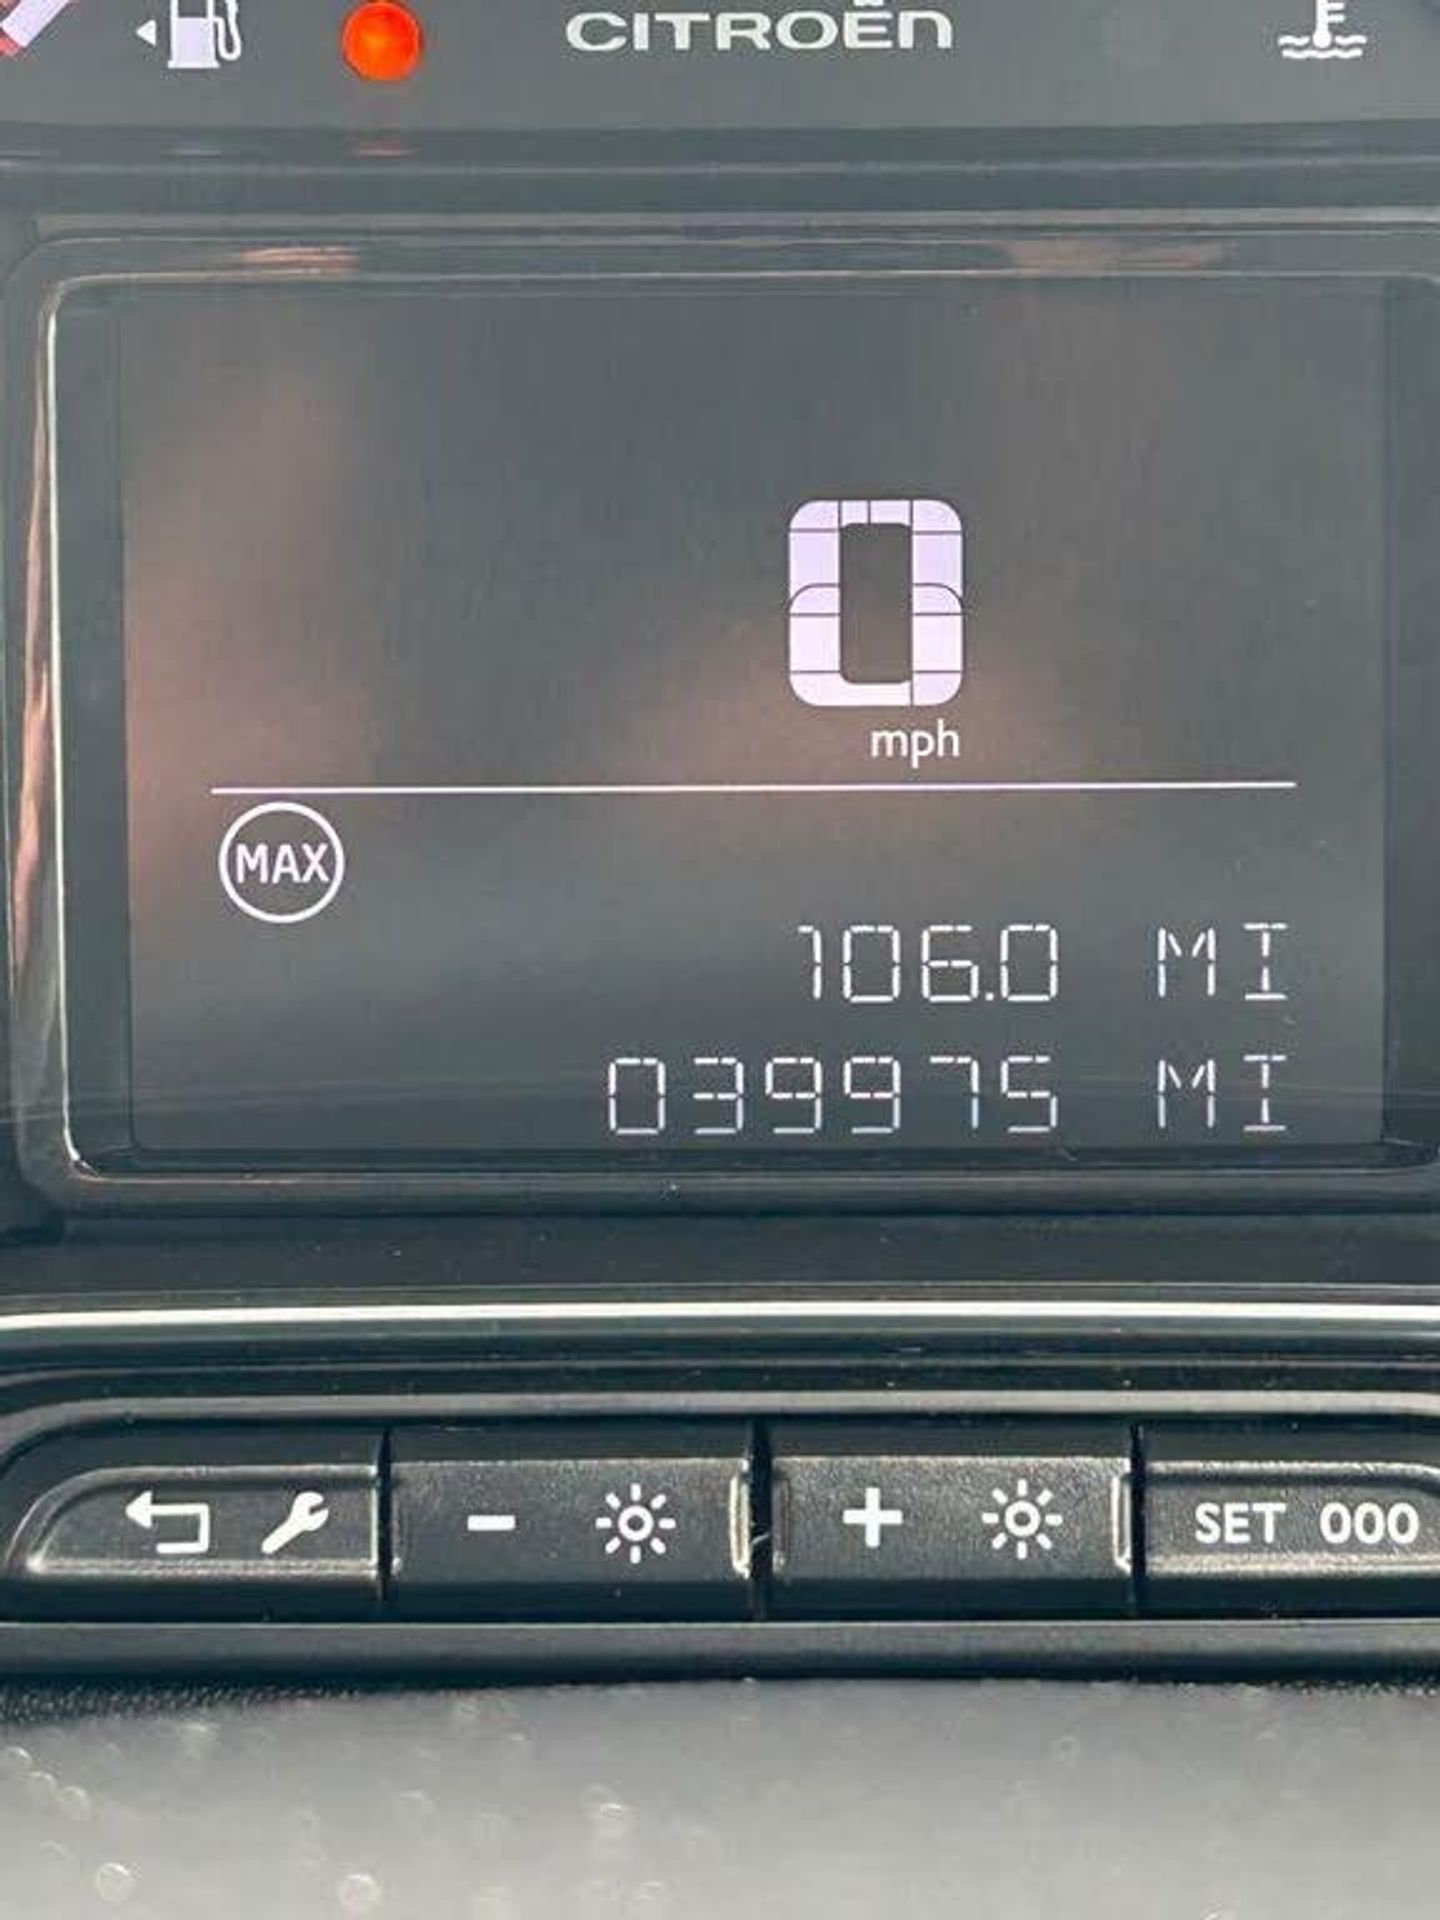 CITROËN
0
mph
MAX
106.0 MI
039975 MI
- + SET 000